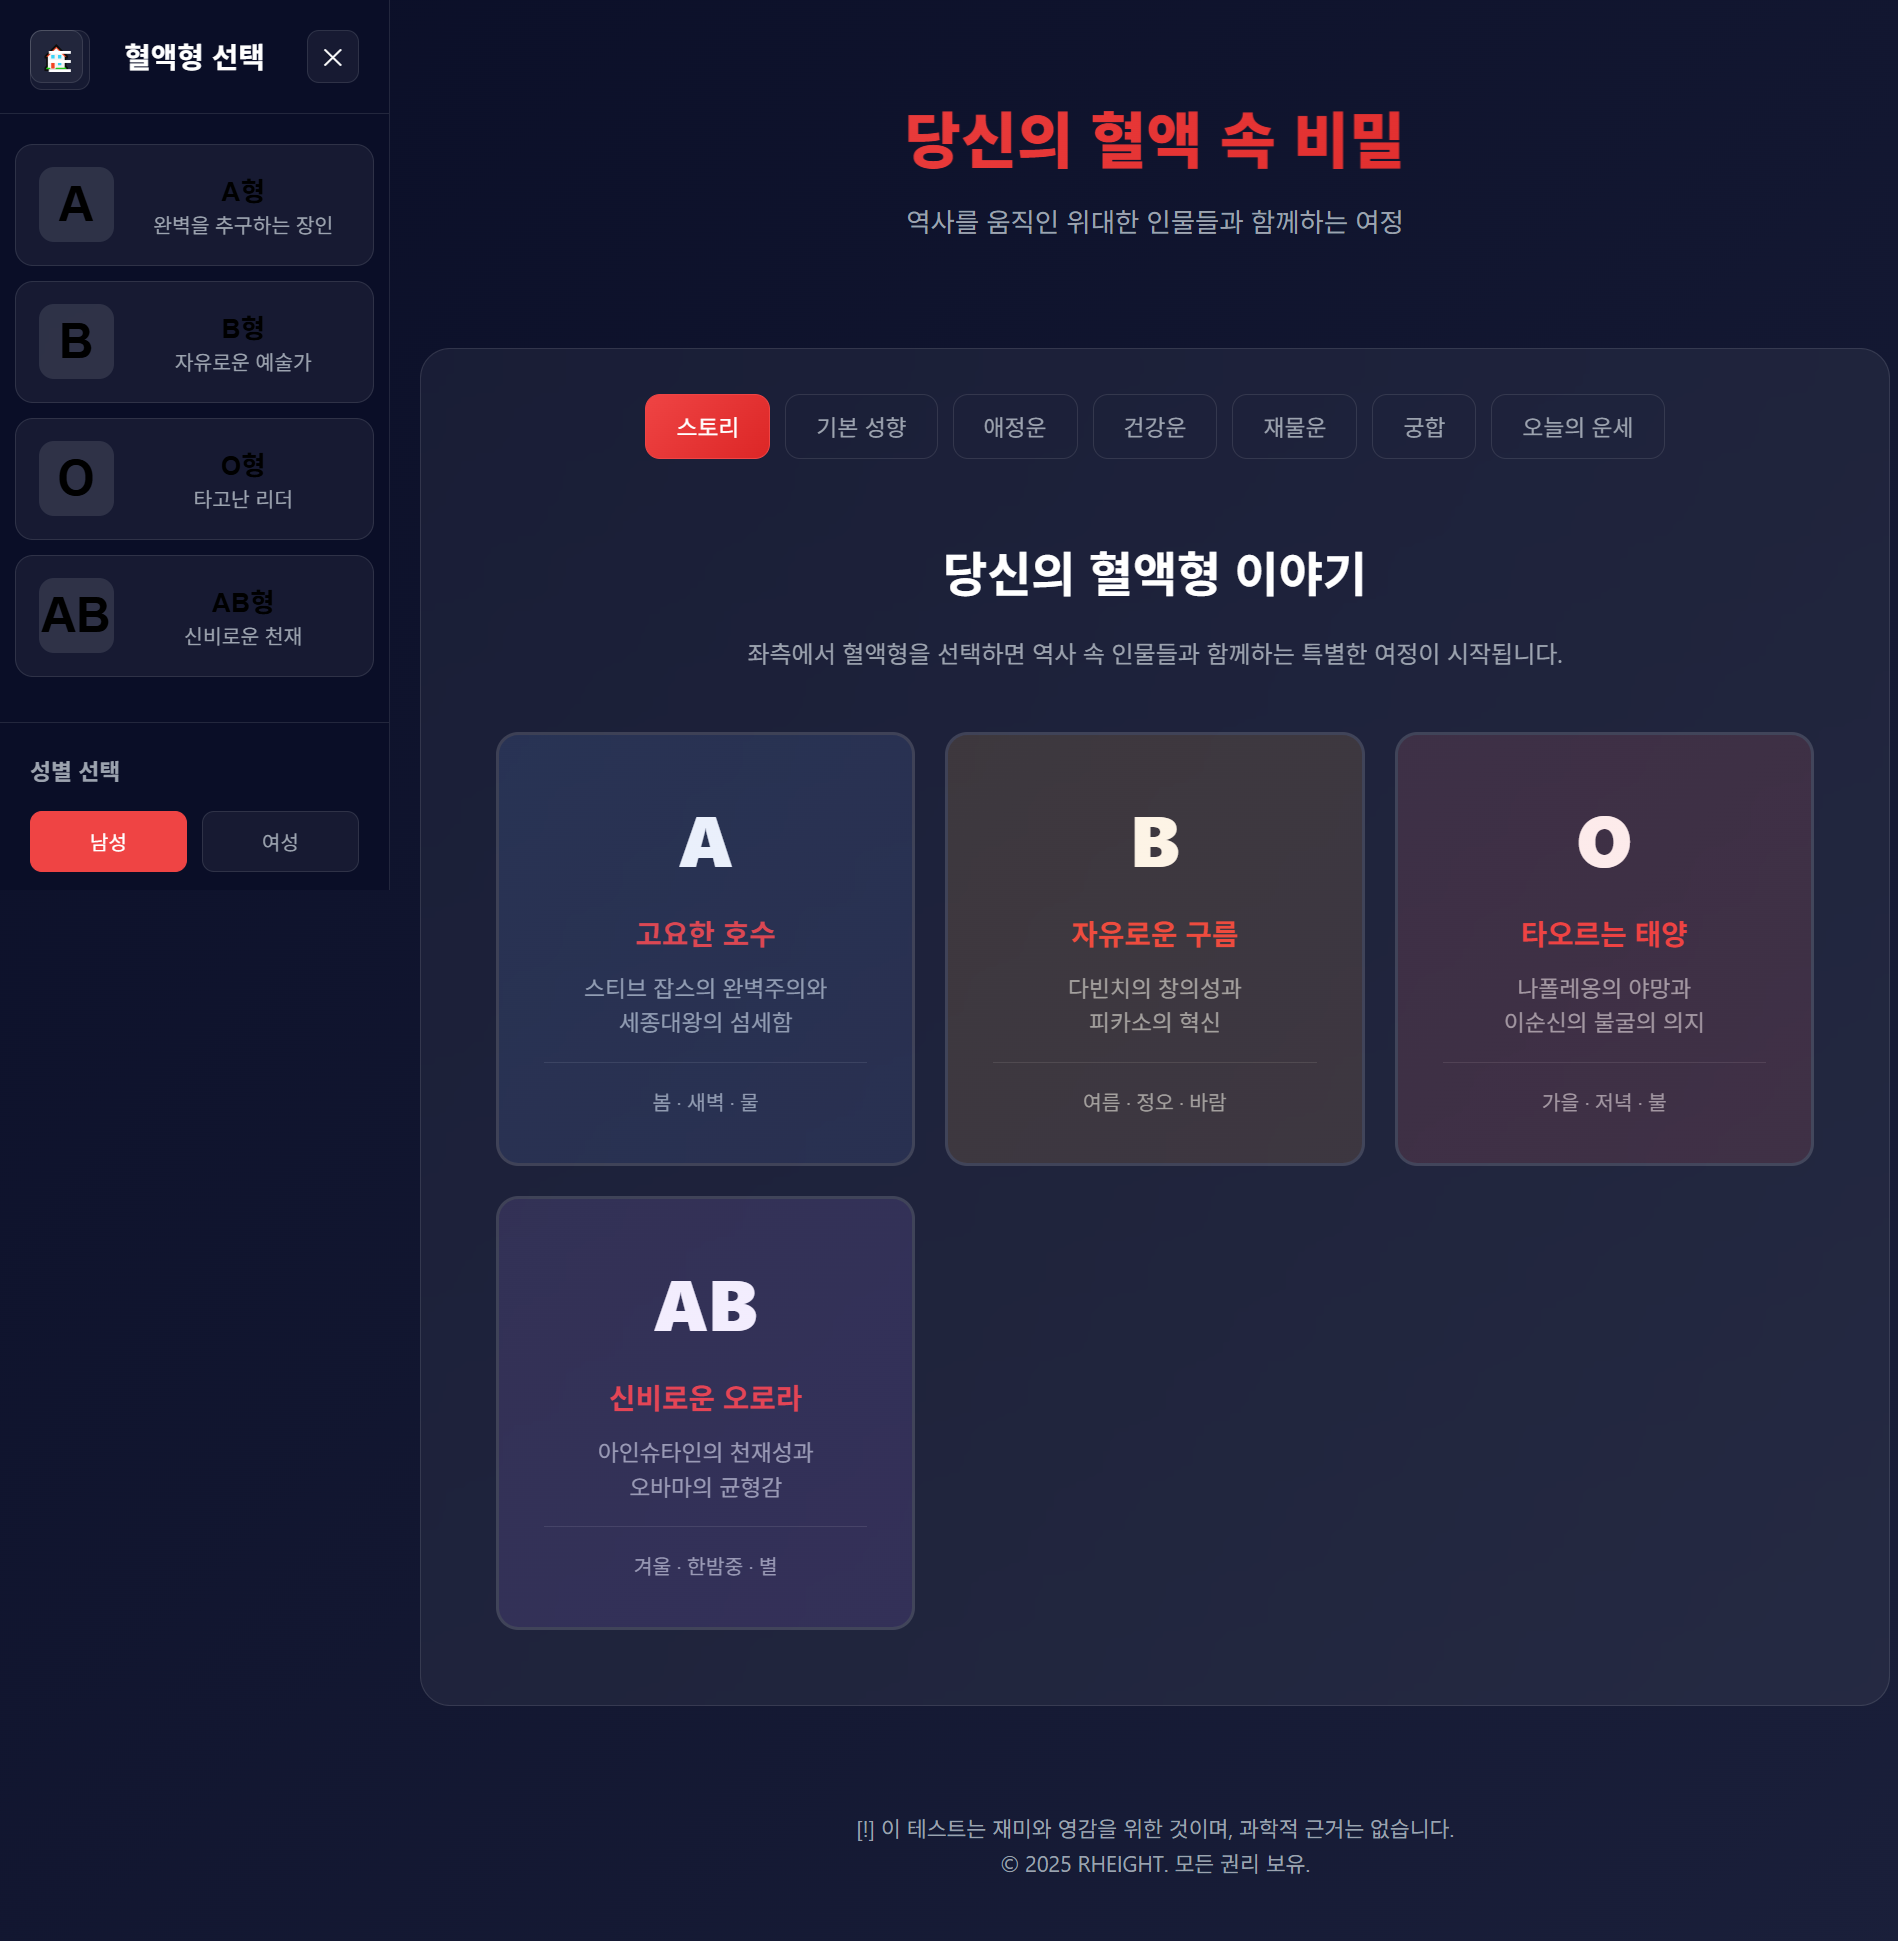 혈액형 선택
A
A형
완벽을 추구하는 장인
B
B형
자유로운 예술가
O
O형
타고난 리더
AB
AB형
신비로운 천재
성별 선택
남성
여성
당신의 혈액 속 비밀
역사를 움직인 위대한 인물들과 함께하는 여정
스토리
기본 성향
애정운
건강운
재물운
궁합
오늘의 운세
당신의 혈액형 이야기
좌측에서 혈액형을 선택하면 역사 속 인물들과 함께하는 특별한 여정이 시작됩니다.
A
고요한 호수
스티브 잡스의 완벽주의와
세종대왕의 섬세함
봄 · 새벽 · 물
B
자유로운 구름
다빈치의 창의성과
피카소의 혁신
여름 · 정오 · 바람
O
타오르는 태양
나폴레옹의 야망과
이순신의 불굴의 의지
가을 · 저녁 · 불
AB
신비로운 오로라
아인슈타인의 천재성과
오바마의 균형감
겨울 · 한밤중 · 별
[!] 이 테스트는 재미와 영감을 위한 것이며, 과학적 근거는 없습니다.
© 2025 RHEIGHT. 모든 권리 보유.